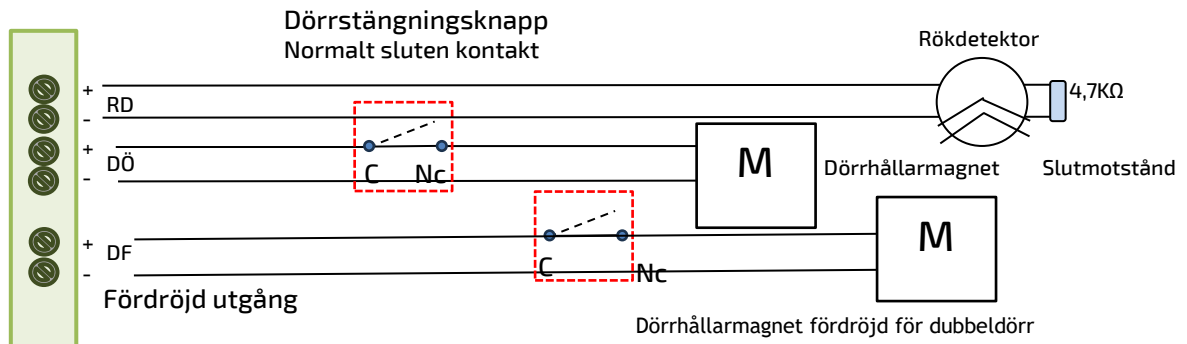 Dörrstängningsknapp
Normalt sluten kontakt
Rökdetektor
+
RD
-
4,7KΩ
+
DÖ
-
C Nc
M
Dörrhållarmagnet
Slutmotstånd
+
DF
-
C Nc
M
Fördröjd utgång
Dörrhållarmagnet fördröjd för dubbeldörr